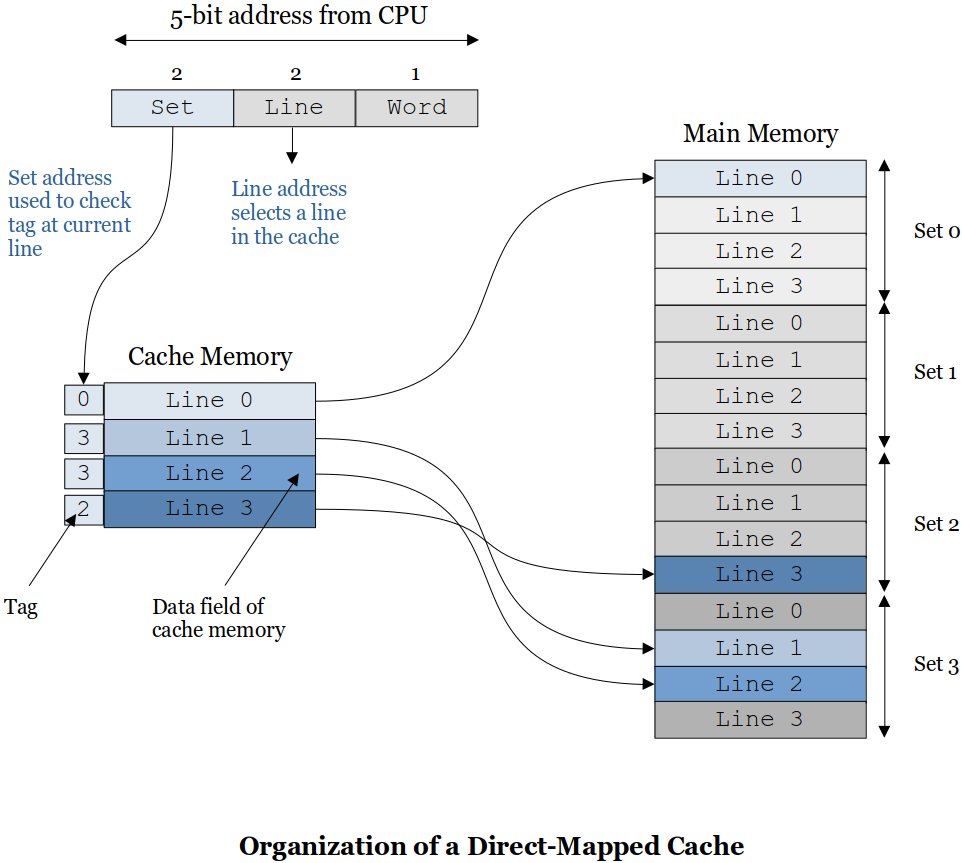 5-bit address from CPU
2 2 1
Set Line Word
Set address
used to check
tag at current
line
Line address
selects a line
in the cache
Cache Memory
0 Line 0
3 Line 1
3 Line 2
2 Line 3
Tag
Data field of
cache memory
Main Memory
Line 0
Line 1
Line 2
Line 3
Set 0
Line 0
Line 1
Line 2
Line 3
Set 1
Line 0
Line 1
Line 2
Line 3
Set 2
Line 0
Line 1
Line 2
Line 3
Set 3
Organization of a Direct-Mapped Cache